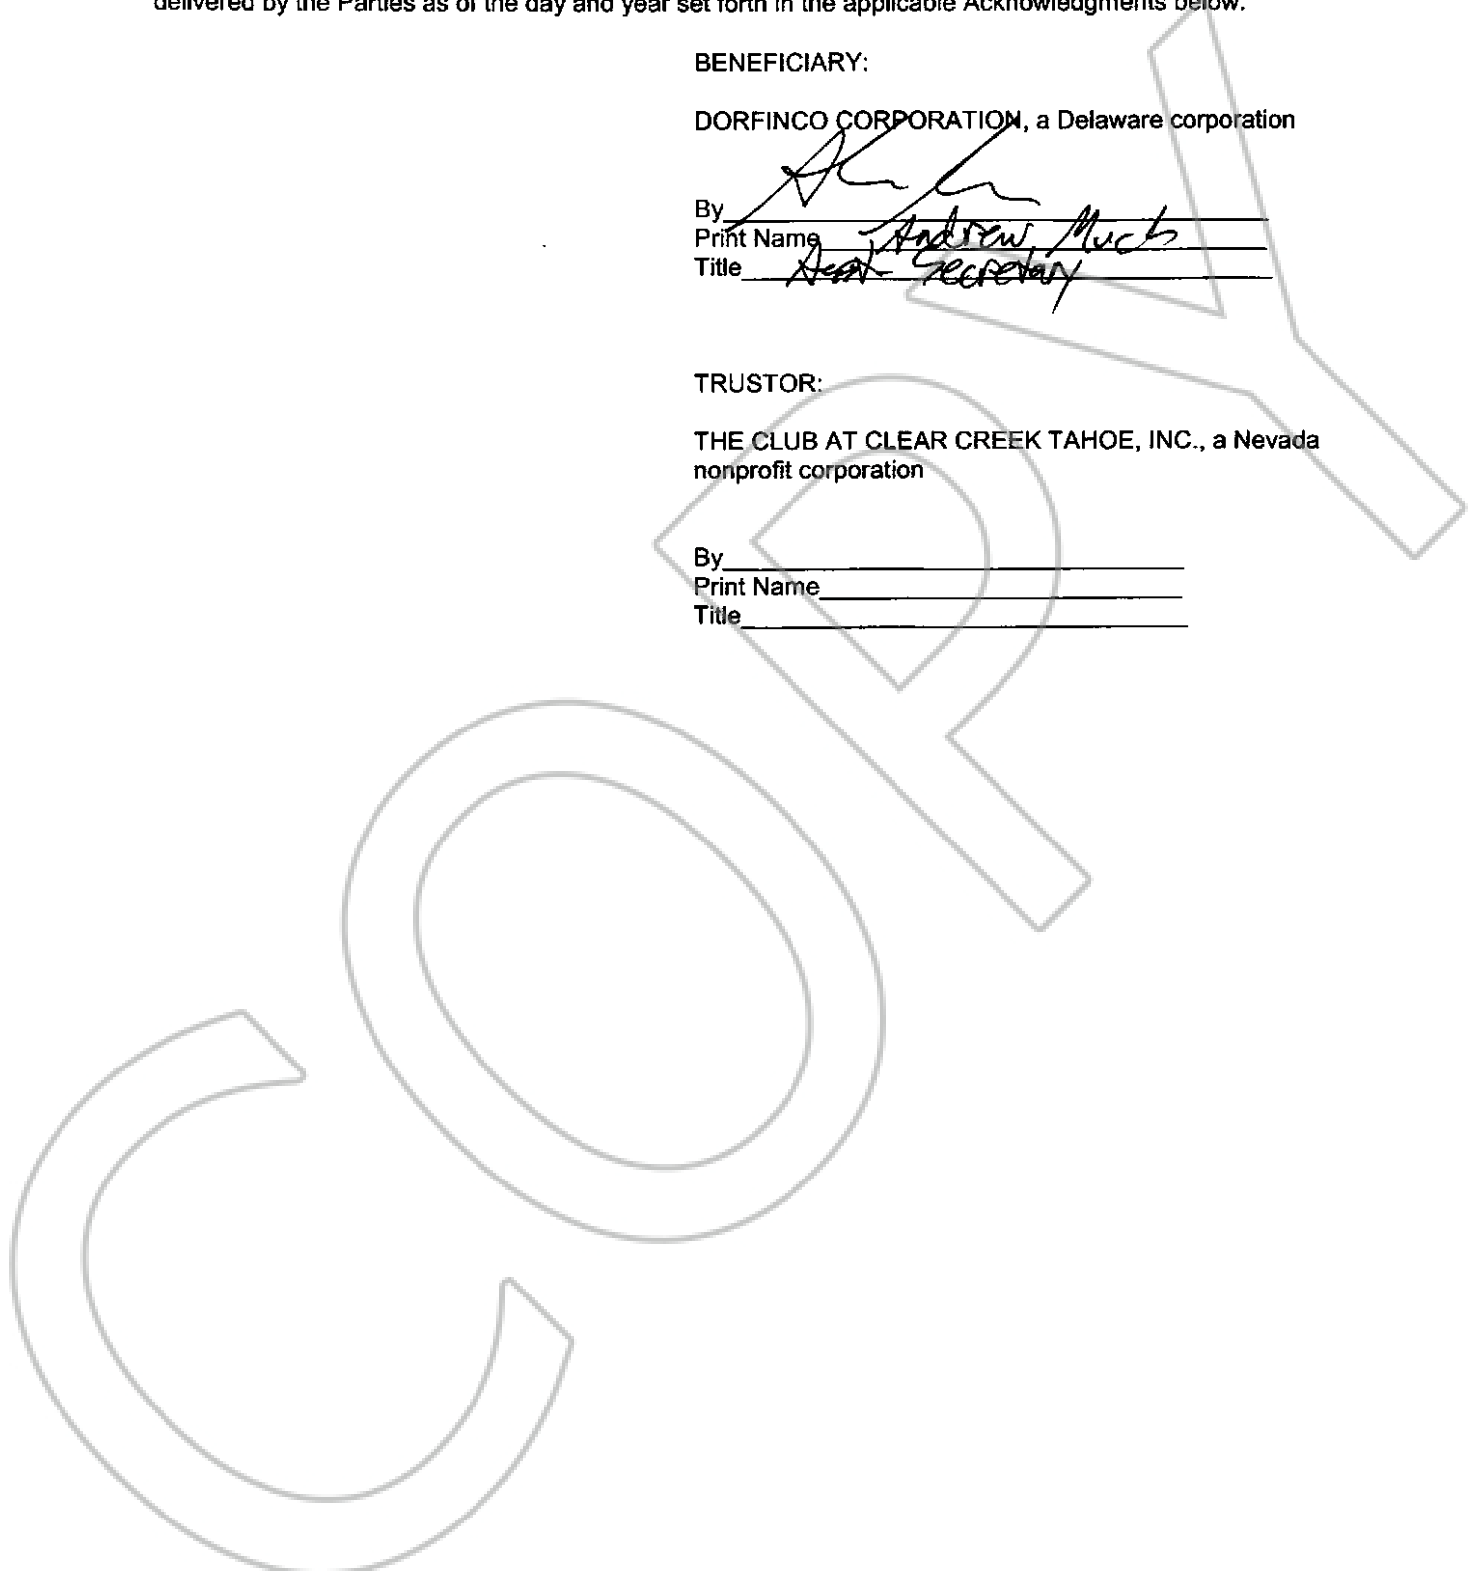 delivered by the Parties as of the day and year set forth in the applicable Acknowledgments below.
BENEFICIARY:
DORFINCO CORPORATION, a Delaware corporation
By
Print Name Andrew
Title Asst Secretary
TRUSTOR:
THE CLUB AT CLEAR CREEK TAHOE, INC., a Nevada
nonprofit corporation
By
Print Name
Title
COPY